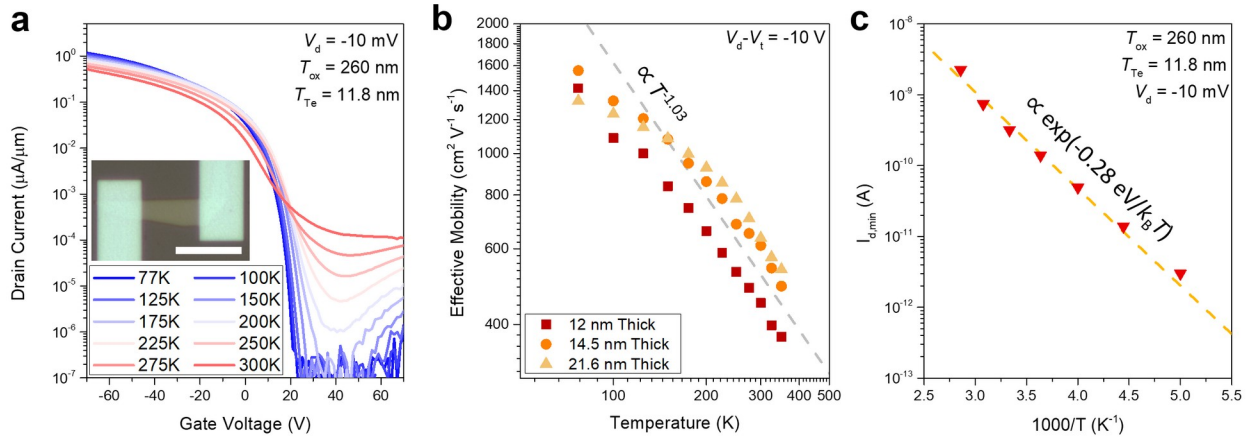 a
V_d = -10 mV
T_ox = 260 nm
T_Te = 11.8 nm
10^0
10^-1
10^-2
10^-3
10^-4
10^-5
10^-6
10^-7
Drain Current (μA/μm)
77K 100K
125K 150K
175K 200K
225K 250K
275K 300K
-60 -40 -20 0 20 40 60
Gate Voltage (V)
b
V_d-V_t = -10 V
∝ T^-1.03
2000
1800
1600
1400
1200
1000
800
600
400
Effective Mobility (cm² V⁻¹ s⁻¹)
12 nm Thick
14.5 nm Thick
21.6 nm Thick
100 200 300 400 500
Temperature (K)
c
T_ox = 260 nm
T_Te = 11.8 nm
V_d = -10 mV
∝ exp(-0.28 eV/k_B T)
10^-8
10^-9
10^-10
10^-11
10^-12
10^-13
I_d,min (A)
2.5 3.0 3.5 4.0 4.5 5.0 5.5
1000/T (K⁻¹)